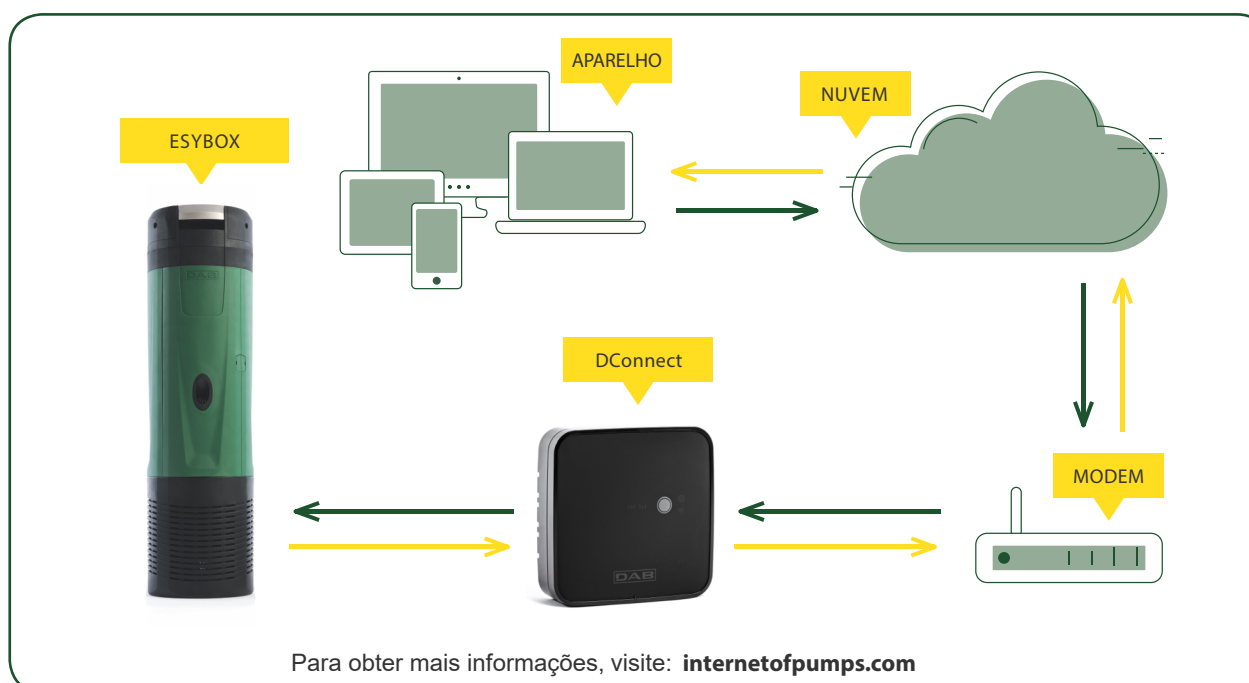 APARELHO
NUVEM
ESYBOX
DAB
DConnect
MODEM
DAB
Para obter mais informações, visite: internetofpumps.com